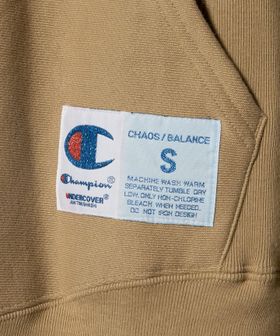 CHAOS / BALANCE
S
Champion
UNDERCOVER
MACHINE WASH WARM
SEPARATELY TUMBLE DRY
LOW. ONLY NON-CHLORINE
BLEACH WHEN NEEDED.
DO NOT IRON DESIGN